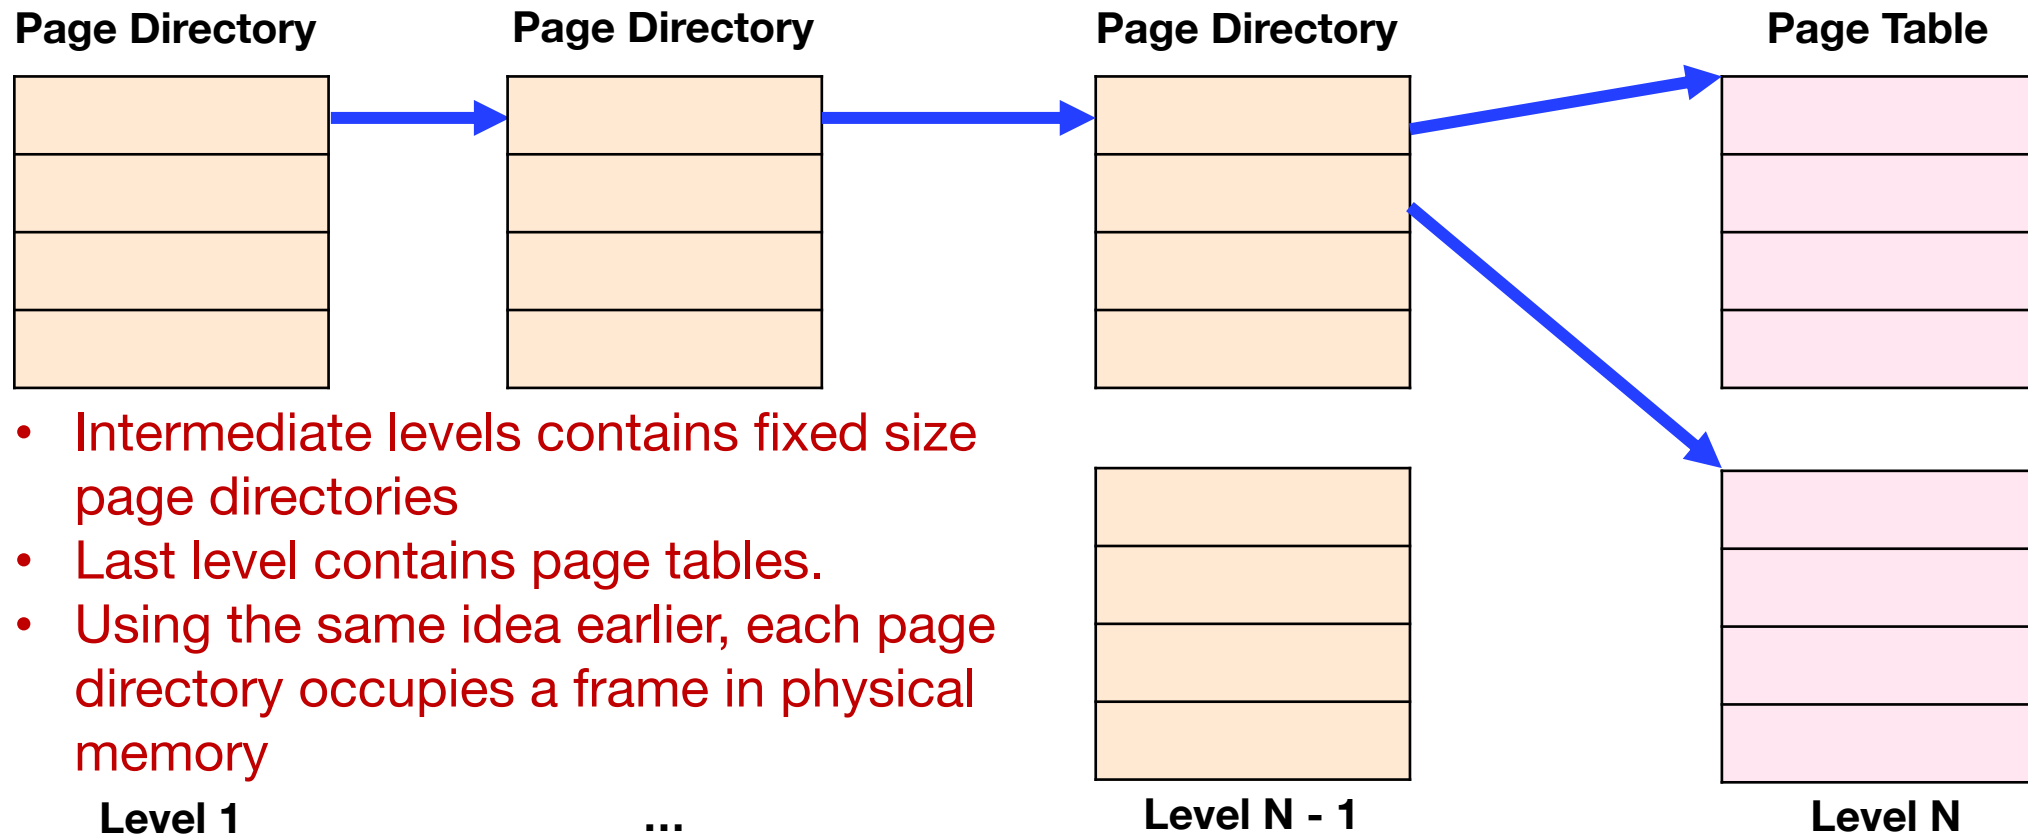 Page Directory
Page Directory
Page Directory
Page Table
• Intermediate levels contains fixed size
page directories
• Last level contains page tables.
• Using the same idea earlier, each page
directory occupies a frame in physical
memory
Level 1
...
Level N - 1
Level N